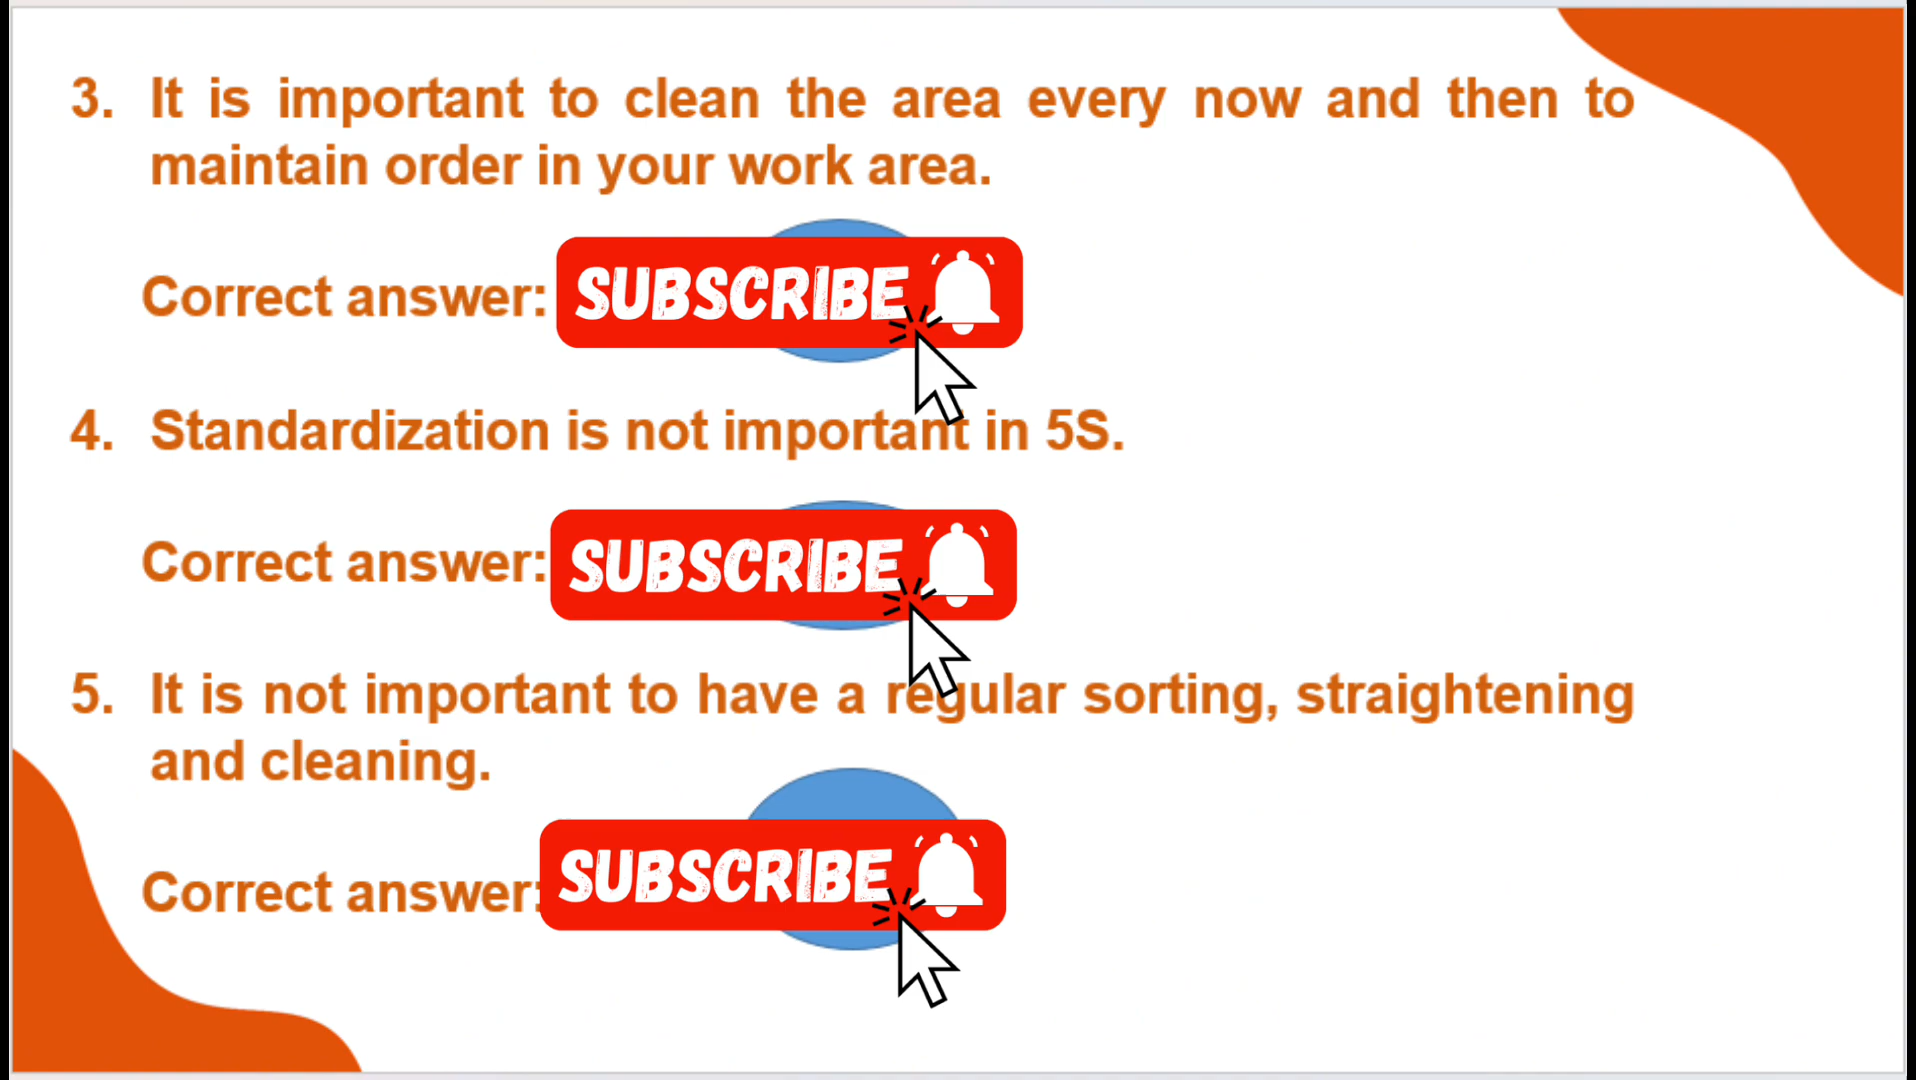 3. It is important to clean the area every now and then to
maintain order in your work area.
Correct answer: SUBSCRIBE
4. Standardization is not important in 5S.
Correct answer: SUBSCRIBE
5. It is not important to have a regular sorting, straightening
and cleaning.
Correct answer: SUBSCRIBE